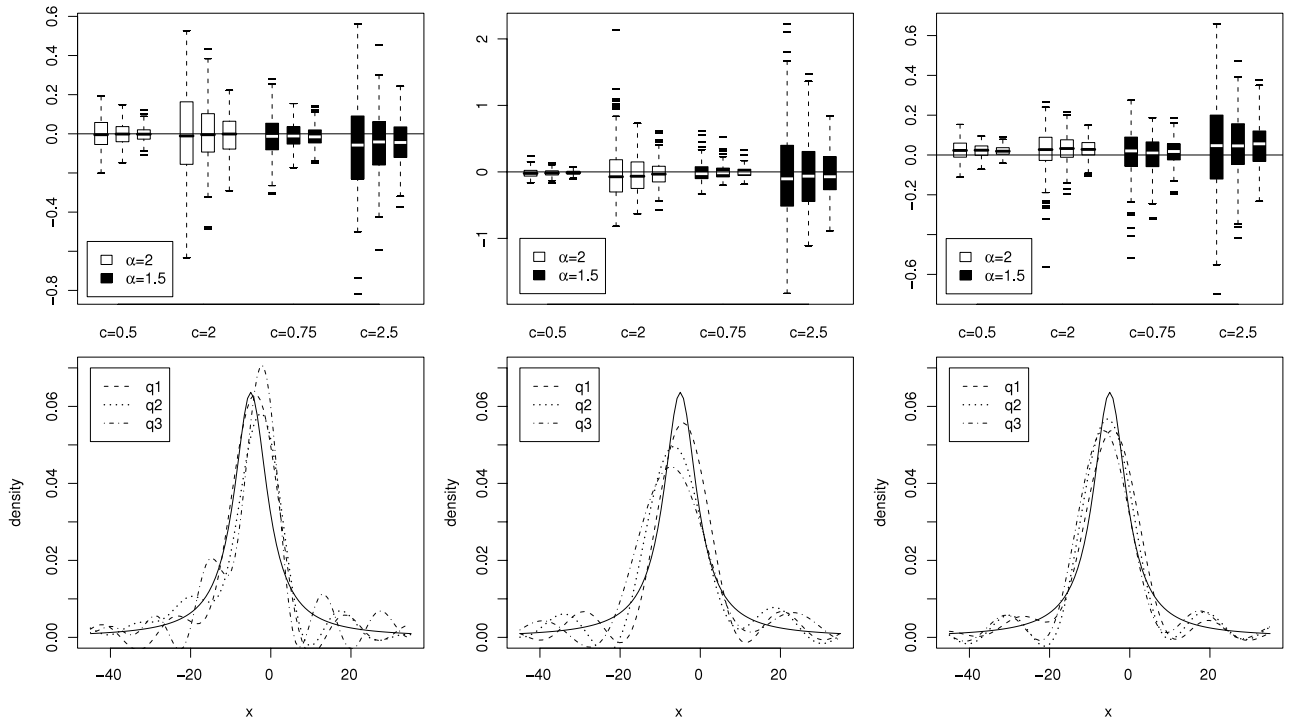 0.6
0.4
0.2
0.0
−0.4
−0.8
α=2
α=1.5
c=0.5 c=2 c=0.75 c=2.5
2
1
0
−1
α=2
α=1.5
c=0.5 c=2 c=0.75 c=2.5
0.6
0.4
0.2
0.0
−0.2
−0.6
α=2
α=1.5
c=0.5 c=2 c=0.75 c=2.5
density
0.06
0.04
0.02
0.00
q1
q2
q3
−40 −20 0 20
x
density
0.06
0.04
0.02
0.00
q1
q2
q3
−40 −20 0 20
x
density
0.06
0.04
0.02
0.00
q1
q2
q3
−40 −20 0 20
x